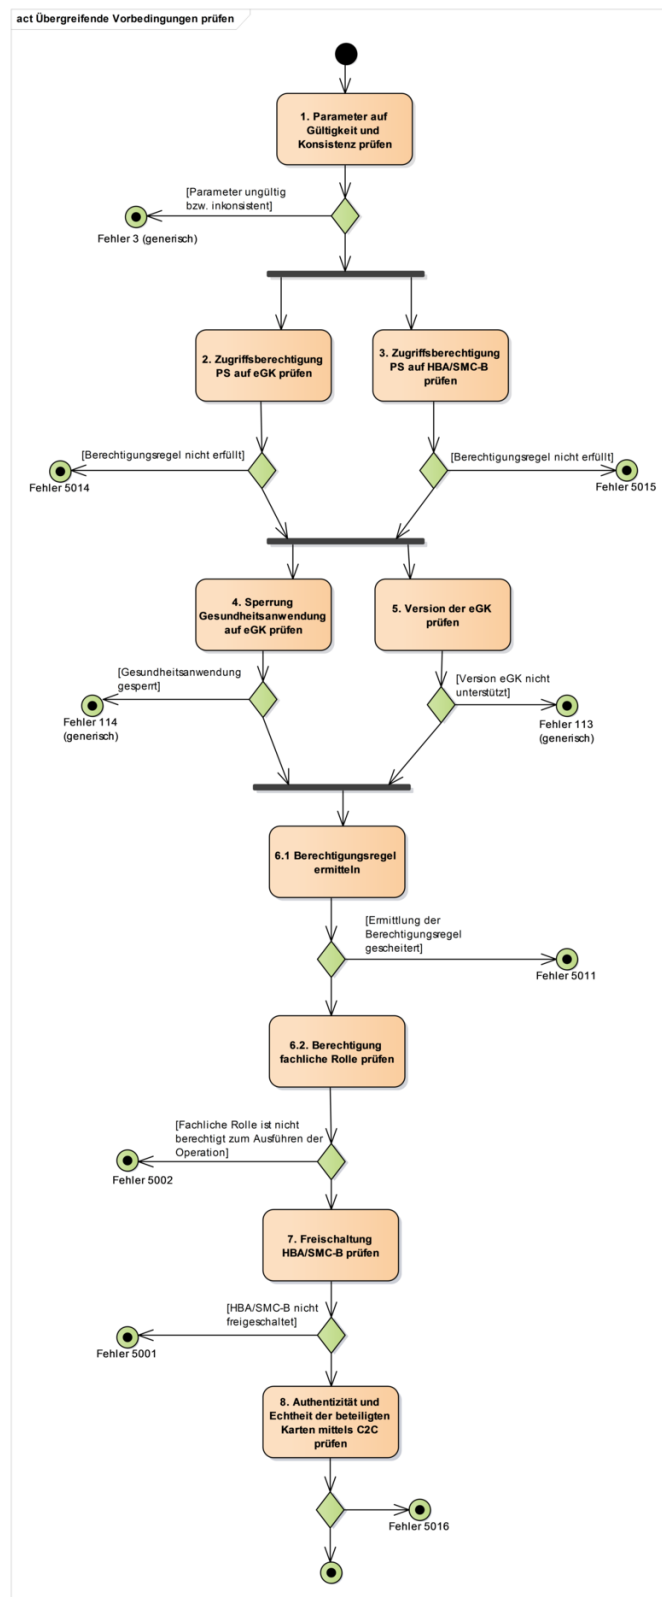 act Übergreifende Vorbedingungen prüfen
1. Parameter auf
Gültigkeit und
Konsistenz prüfen
[Parameter ungültig
bzw. inkonsistent]
Fehler 3 (generisch)
2. Zugriffsberechtigung
PS auf eGK prüfen
3. Zugriffsberechtigung
PS auf HBA/SMC-B
prüfen
[Berechtigungsregel nicht erfüllt]
Fehler 5014
[Berechtigungsregel nicht erfüllt]
Fehler 5015
4. Sperrung
Gesundheitsanwendung
auf eGK prüfen
5. Version der eGK
prüfen
[Gesundheitsanwendung
gesperrt]
Fehler 114
(generisch)
[Version eGK nicht
unterstützt]
Fehler 113
(generisch)
6.1 Berechtigungsregel
ermitteln
[Ermittlung der
Berechtigungsregel
gescheitert]
Fehler 5011
6.2. Berechtigung
fachliche Rolle prüfen
[Fachliche Rolle ist nicht
berechtigt zum Ausführen der
Operation]
Fehler 5002
7. Freischaltung
HBA/SMC-B prüfen
[HBA/SMC-B nicht
freigeschaltet]
Fehler 5001
8. Authentizität und
Echtheit der beteiligten
Karten mittels C2C
prüfen
Fehler 5016